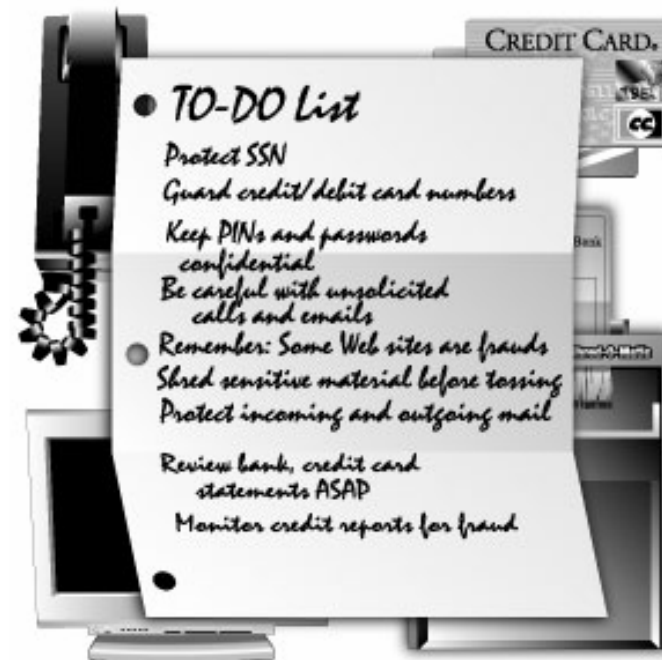 CREDIT CARD.
CC
Bank
TO-DO List
Protect SSN
Guard credit/debit card numbers
Keep PINs and passwords
confidential
Be careful with unsolicited
calls and emails
Remember: Some Web sites are frauds
Shred sensitive material before tossing
Protect incoming and outgoing mail
Review bank, credit card
statements ASAP
Monitor credit reports for fraud